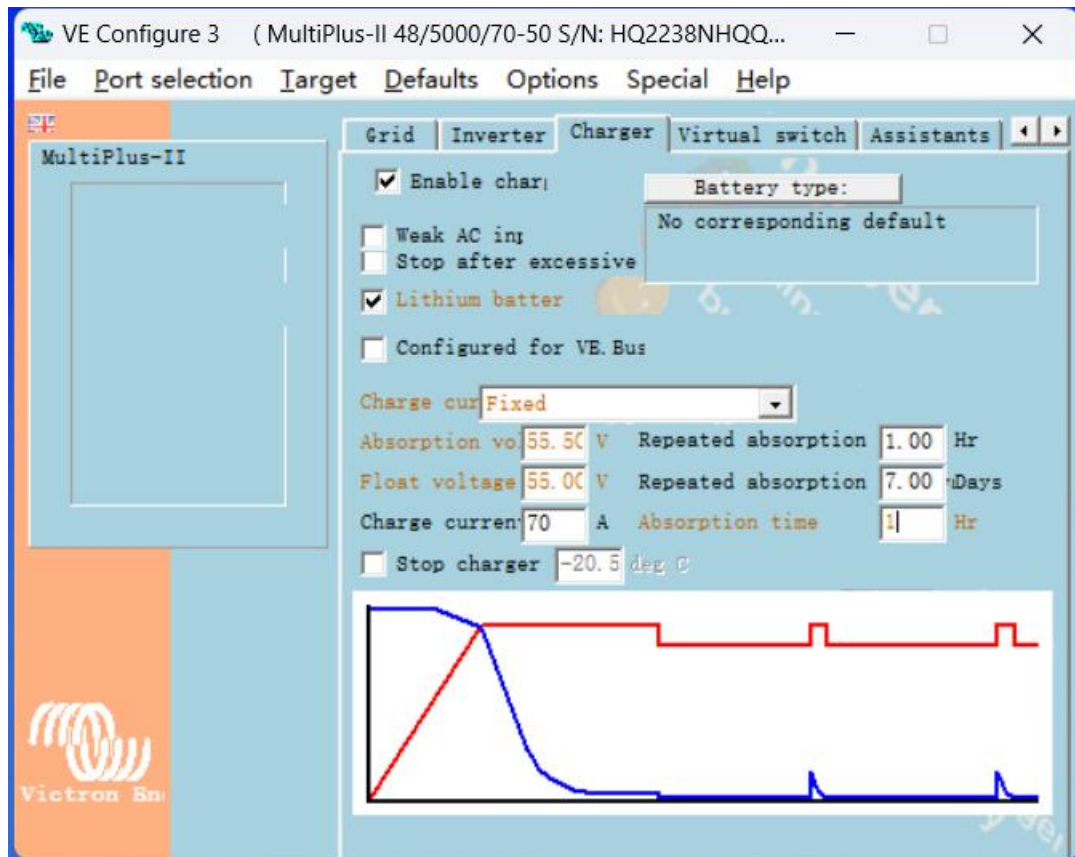 VE Configure 3 ( MultiPlus-II 48/5000/70-50 S/N: HQ2238NHQQ...
File Port selection Target Defaults Options Special Help
MultiPlus-II
Grid Inverter Charger Virtual switch Assistants
Enable char
Battery type:
No corresponding default
Weak AC in
Stop after excessive
Lithium batter
Configured for VE.Bus
Charge cur Fixed
Absorption vo 55.50 V Repeated absorption 1.00 Hr
Float voltage 55.00 V Repeated absorption 7.00 Days
Charge curren 70 A Absorption time 1 Hr
Stop charger -20.5 deg C
Victron En